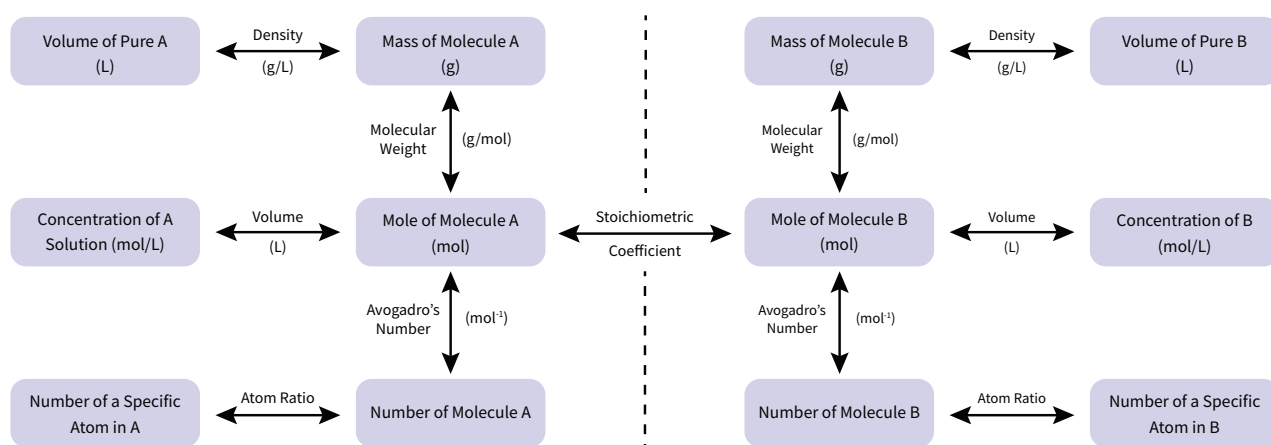 Volume of Pure A
(L)
Density
(g/L)
Mass of Molecule A
(g)
Mass of Molecule B
(g)
Density
(g/L)
Volume of Pure B
(L)
Molecular
Weight
(g/mol)
Molecular
Weight
(g/mol)
Concentration of A
Solution (mol/L)
Volume
(L)
Mole of Molecule A
(mol)
Stoichiometric
Coefficient
Mole of Molecule B
(mol)
Volume
(L)
Concentration of B
(mol/L)
Avogadro's
Number
(mol⁻¹)
Avogadro's
Number
(mol⁻¹)
Number of a Specific
Atom in A
Atom Ratio
Number of Molecule A
Number of Molecule B
Atom Ratio
Number of a Specific
Atom in B